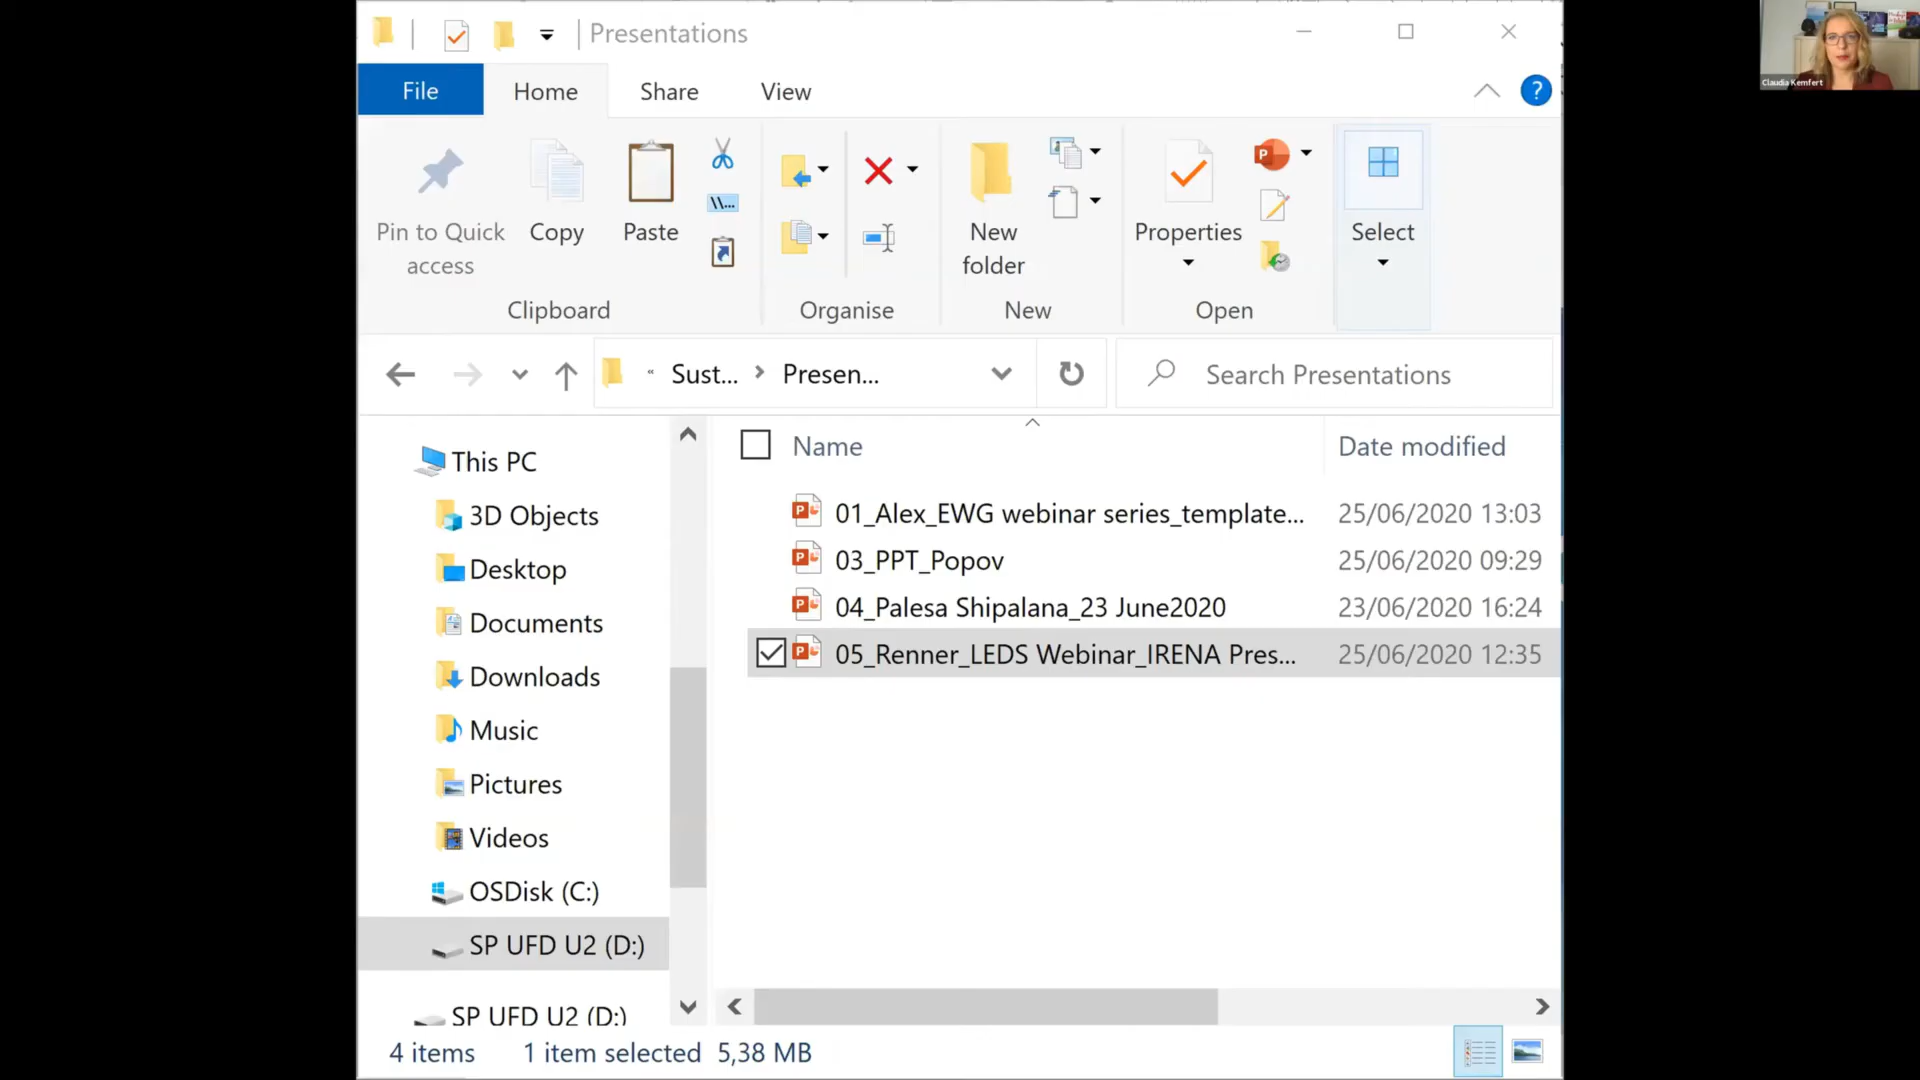 Presentations
File
Home
Share
View
?
Pin to Quick access
Copy
Paste
\\...
New folder
Properties
Select
Clipboard
Organise
New
Open
« Sust... > Presen...
Search Presentations
This PC
3D Objects
Desktop
Documents
Downloads
Music
Pictures
Videos
OSDisk (C:)
SP UFD U2 (D:)
SP UFD U2 (D:)
Name
Date modified
01_Alex_EWG webinar series_template... 25/06/2020 13:03
03_PPT_Popov 25/06/2020 09:29
04_Palesa Shipalana_23 June2020 23/06/2020 16:24
05_Renner_LEDS Webinar_IRENA Pres... 25/06/2020 12:35
4 items
1 item selected 5,38 MB
Claudia Kemfert